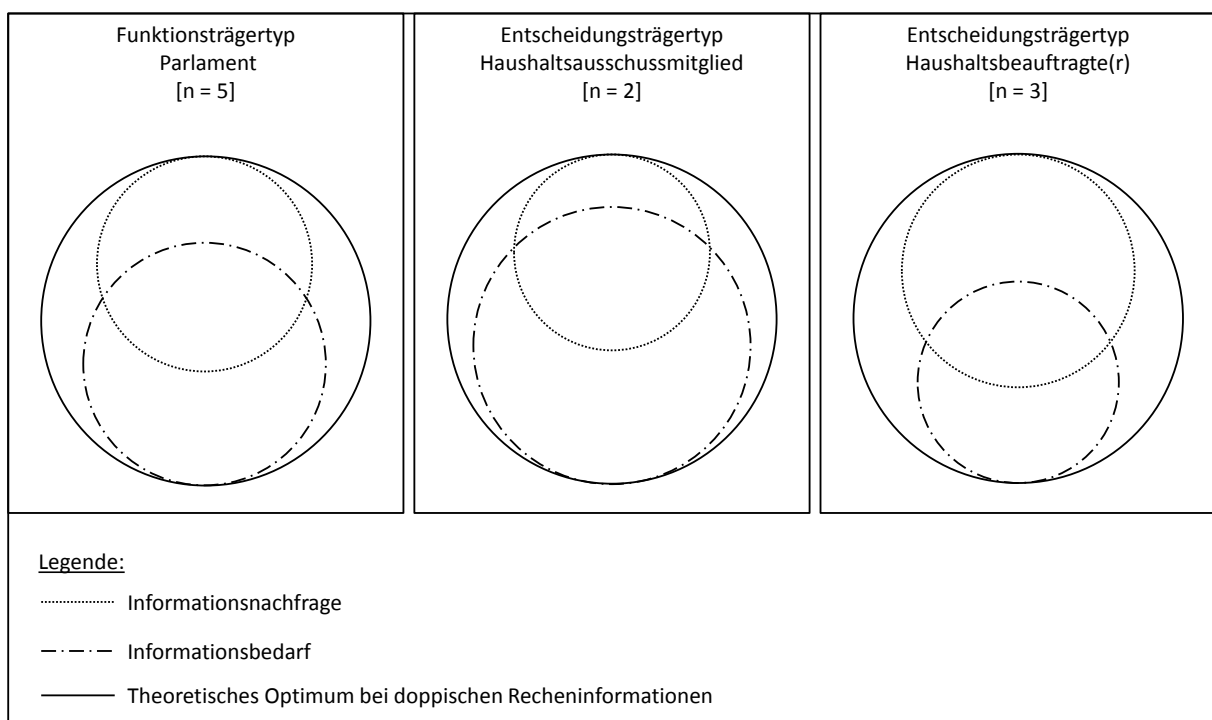 Funktionsträgertyp
Parlament
[n = 5]
Entscheidungsträgertyp
Haushaltsausschussmitglied
[n = 2]
Entscheidungsträgertyp
Haushaltsbeauftragte(r)
[n = 3]
Legende:
Informationsnachfrage
Informationsbedarf
Theoretisches Optimum bei doppischen Recheninformationen